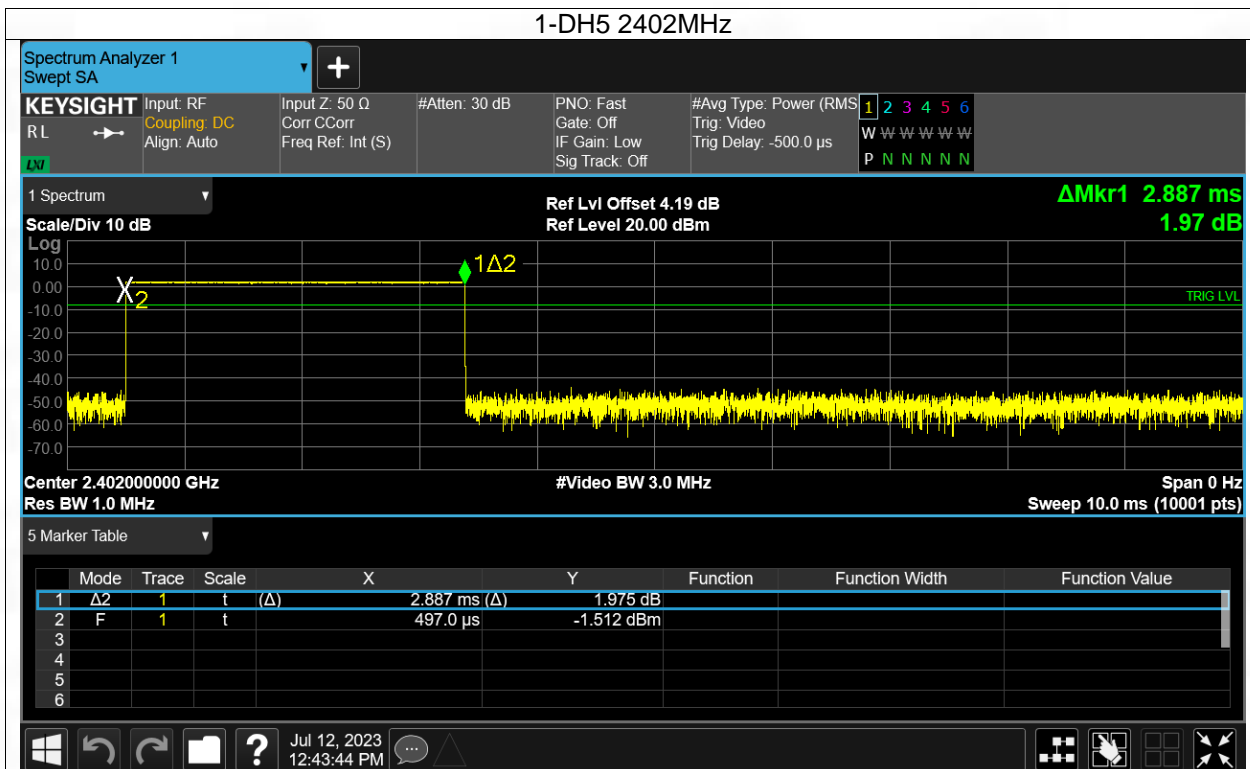 1-DH5 2402MHz
Spectrum Analyzer 1
Swept SA
KEYSIGHT
RL
LXI
Input: RF
Coupling: DC
Align: Auto
Input Z: 50 Ω
Corr CCorr
Freq Ref: Int (S)
#Atten: 30 dB
PNO: Fast
Gate: Off
IF Gain: Low
Sig Track: Off
#Avg Type: Power (RMS
Trig: Video
Trig Delay: -500.0 µs
1 2 3 4 5 6
W W W W W W
P N N N N N
1 Spectrum
Scale/Div 10 dB
Ref Lvl Offset 4.19 dB
Ref Level 20.00 dBm
ΔMkr1 2.887 ms
1.97 dB
Log
10.0
0.00
-10.0
-20.0
-30.0
-40.0
-50.0
-60.0
-70.0
X2
1Δ2
TRIG LVL
Center 2.402000000 GHz
#Video BW 3.0 MHz
Span 0 Hz
Res BW 1.0 MHz
Sweep 10.0 ms (10001 pts)
5 Marker Table
Mode Trace Scale X Y Function Function Width Function Value
1 Δ2 1 t (Δ) 2.887 ms (Δ) 1.975 dB
2 F 1 t 497.0 µs -1.512 dBm
3
4
5
6
?
Jul 12, 2023
12:43:44 PM